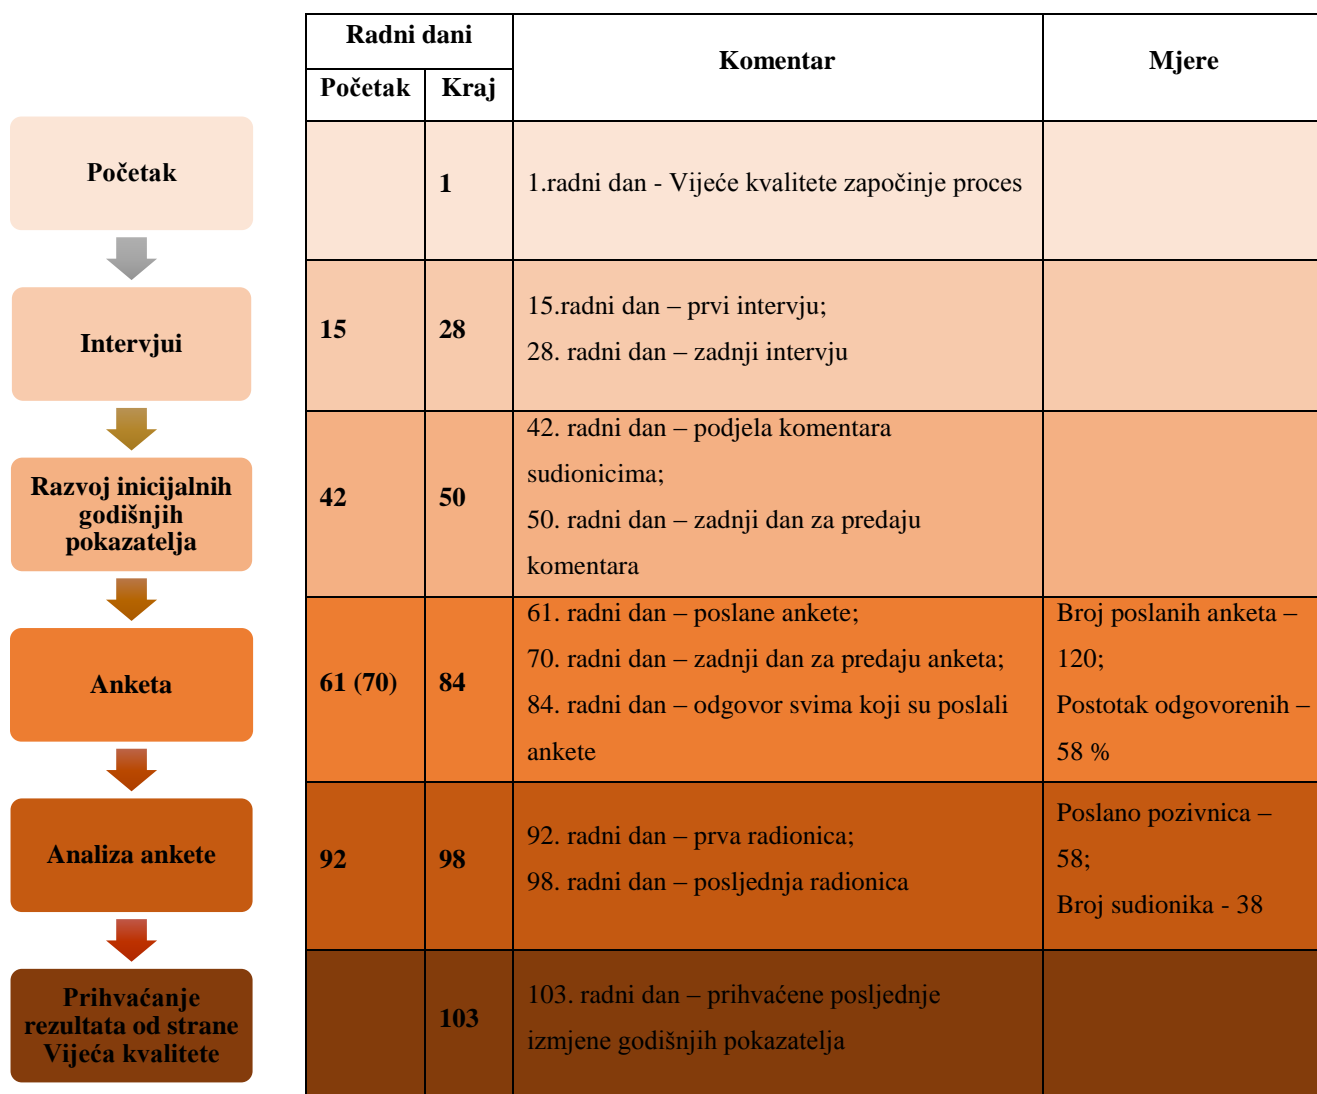 Radni dani
Komentar
Mjere
Početak
Kraj
Početak
1
1.radni dan - Vijeće kvalitete započinje proces
Intervjui
15
28
15.radni dan – prvi intervju;
28. radni dan – zadnji intervju
Razvoj inicijalnih
godišnjih
pokazatelja
42
50
42. radni dan – podjela komentara
sudionicima;
50. radni dan – zadnji dan za predaju
komentara
Anketa
61 (70)
84
61. radni dan – poslane ankete;
70. radni dan – zadnji dan za predaju anketa;
84. radni dan – odgovor svima koji su poslali
ankete
Broj poslanih anketa –
120;
Postotak odgovorenih –
58 %
Analiza ankete
92
98
92. radni dan – prva radionica;
98. radni dan – posljednja radionica
Poslano pozivnica –
58;
Broj sudionika - 38
Prihvaćanje
rezultata od strane
Vijeća kvalitete
103
103. radni dan – prihvaćene posljednje
izmjene godišnjih pokazatelja